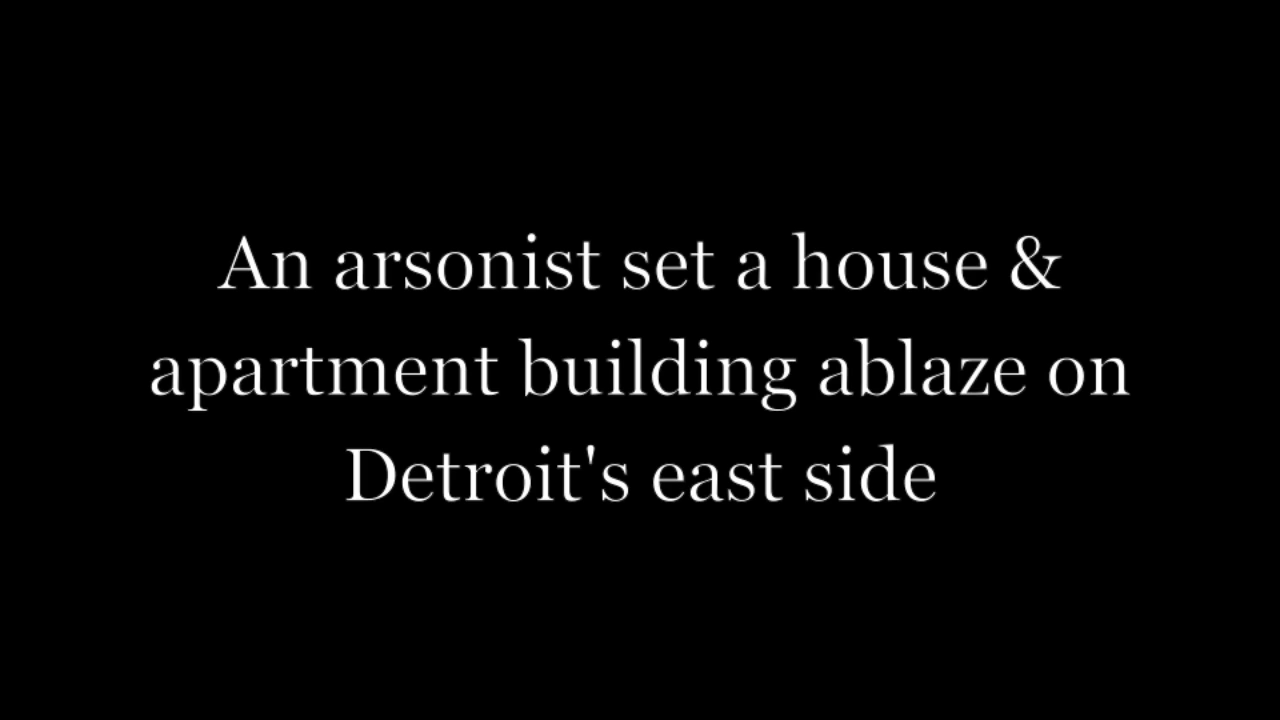 An arsonist set a house &
apartment building ablaze on
Detroit's east side